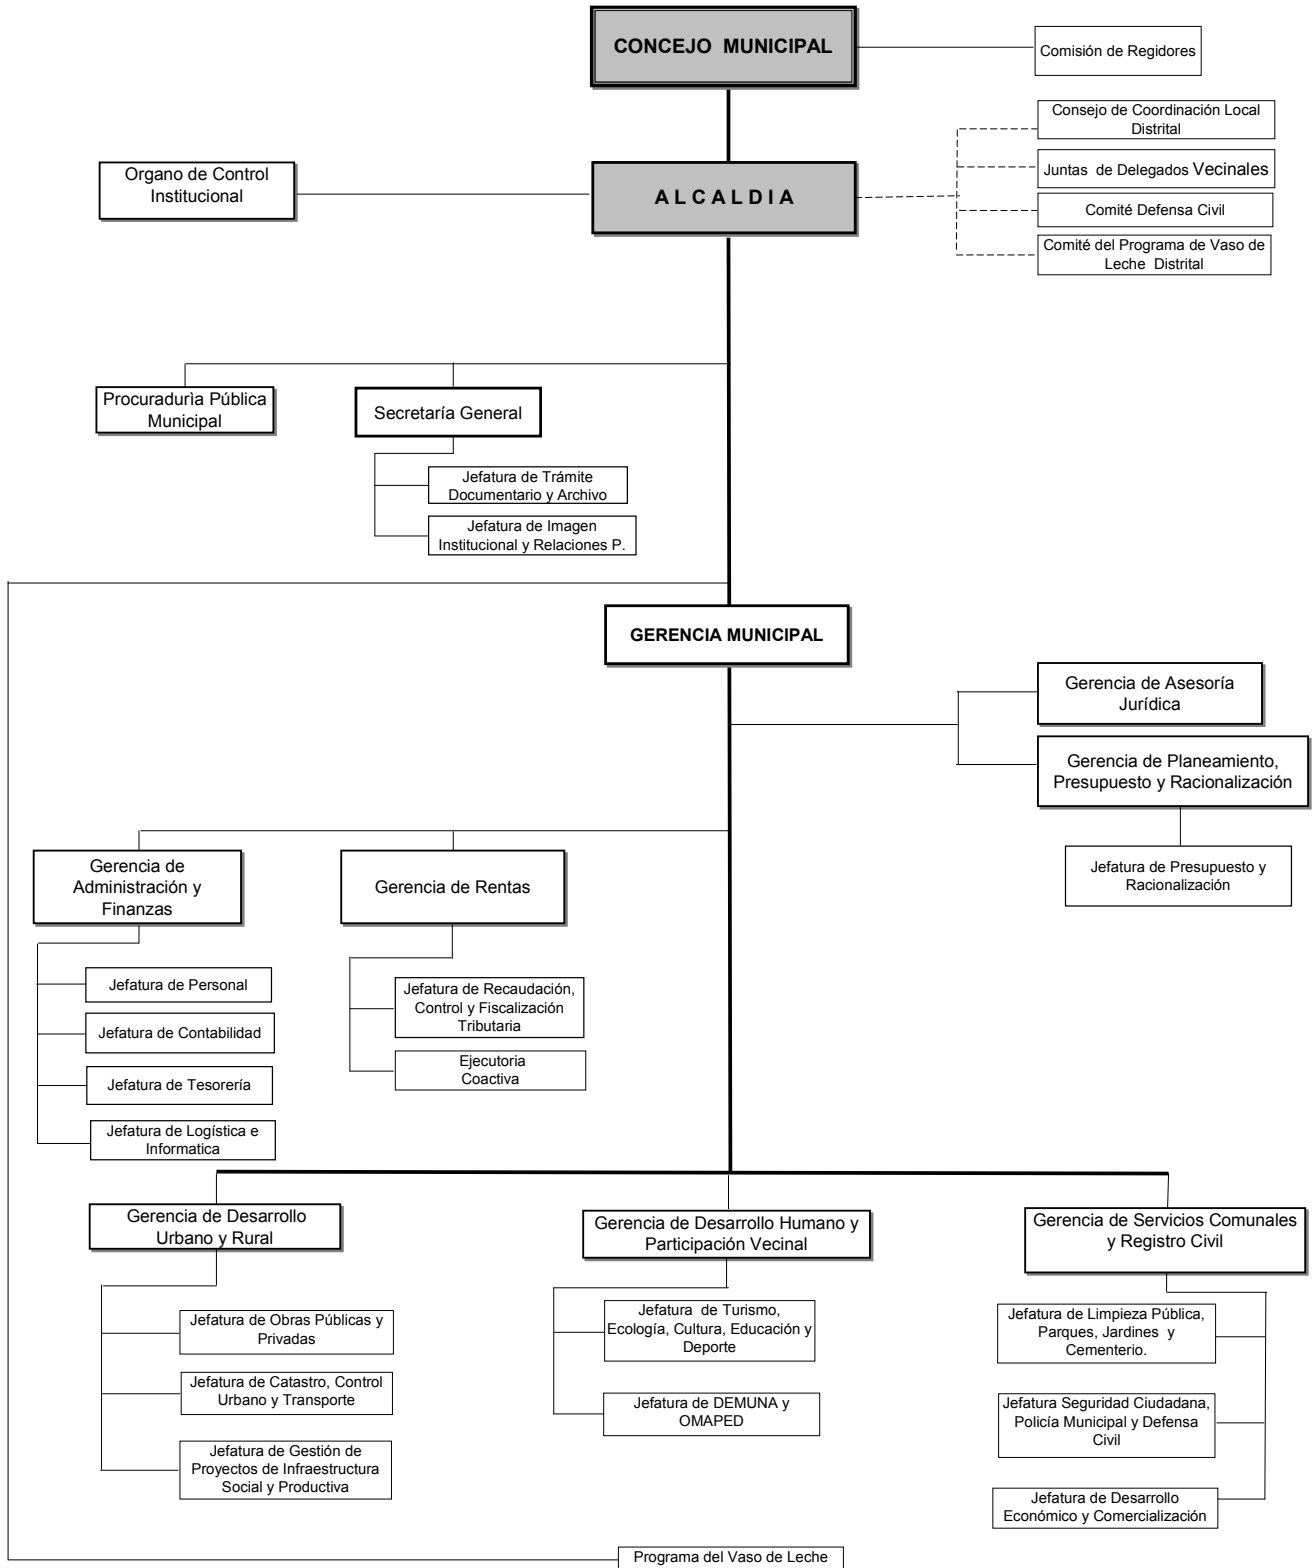 CONCEJO MUNICIPAL
Comisión de Regidores
Consejo de Coordinación Local
Distrital
Organo de Control
Institucional
A L C A L D I A
Juntas de Delegados Vecinales
Comité Defensa Civil
Comité del Programa de Vaso de
Leche Distrital
Procuradurìa Pública
Municipal
Secretaría General
Jefatura de Trámite
Documentario y Archivo
Jefatura de Imagen
Institucional y Relaciones P.
GERENCIA MUNICIPAL
Gerencia de Asesoría
Jurídica
Gerencia de Planeamiento,
Presupuesto y Racionalización
Jefatura de Presupuesto y
Racionalización
Gerencia de
Administración y
Finanzas
Gerencia de Rentas
Jefatura de Personal
Jefatura de Contabilidad
Jefatura de Tesorería
Jefatura de Logística e
Informatica
Jefatura de Recaudación,
Control y Fiscalización
Tributaria
Ejecutoria
Coactiva
Gerencia de Desarrollo
Urbano y Rural
Gerencia de Desarrollo Humano y
Participación Vecinal
Gerencia de Servicios Comunales
y Registro Civil
Jefatura de Obras Públicas y
Privadas
Jefatura de Catastro, Control
Urbano y Transporte
Jefatura de Gestión de
Proyectos de Infraestructura
Social y Productiva
Jefatura de Turismo,
Ecología, Cultura, Educación y
Deporte
Jefatura de DEMUNA y
OMAPED
Jefatura de Limpieza Pública,
Parques, Jardines y
Cementerio.
Jefatura Seguridad Ciudadana,
Policía Municipal y Defensa
Civil
Jefatura de Desarrollo
Económico y Comercialización
Programa del Vaso de Leche